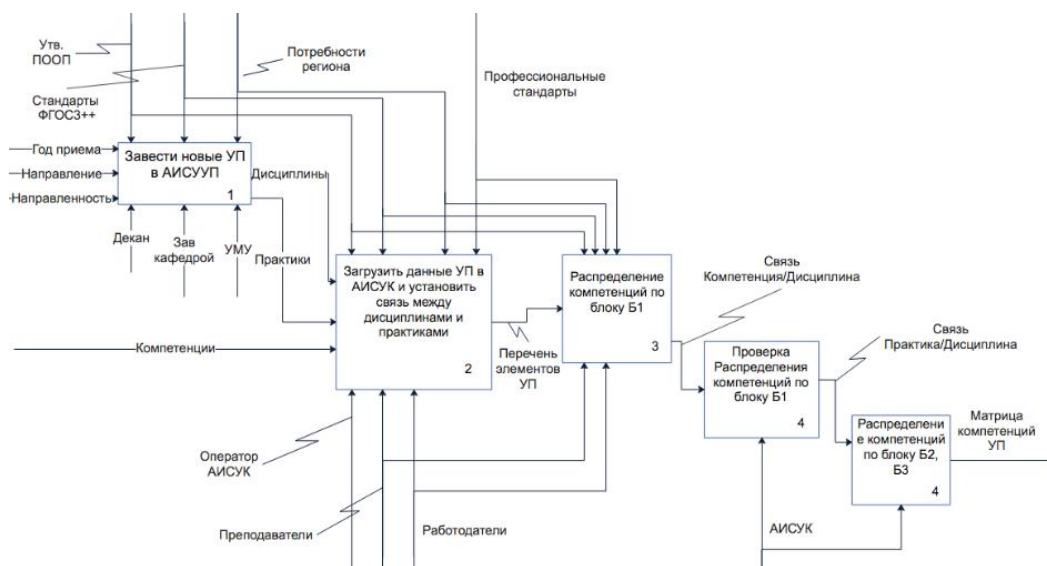 Утв.
ПООП
Стандарты
ФГОС3++
Потребности
региона
Профессиональные
стандарты
Год приема
Направление
Направленность
Завести новые УП
в АИСУУП
1
Дисциплины
Декан
Зав
кафедрой
УМУ
Практики
Загрузить данные УП в
АИСУК и установить
связь между
дисциплинами и
практиками
2
Компетенции
Перечень
элементов
УП
Распределение
компетенций по
блоку Б1
3
Связь
Компетенция/Дисциплина
Проверка
Распределения
компетенций по
блоку Б1
4
Связь
Практика/Дисциплина
Распределени
е компетенций
по блоку Б2,
Б3
4
Матрица
компетенций
УП
Оператор
АИСУК
Преподаватели
Работодатели
АИСУК